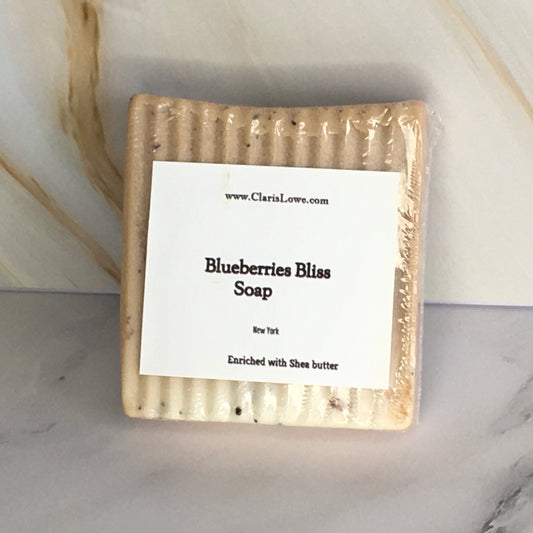 www.ClarisLowe.com
Blueberries Bliss
Soap
New York
Enriched with Shea butter